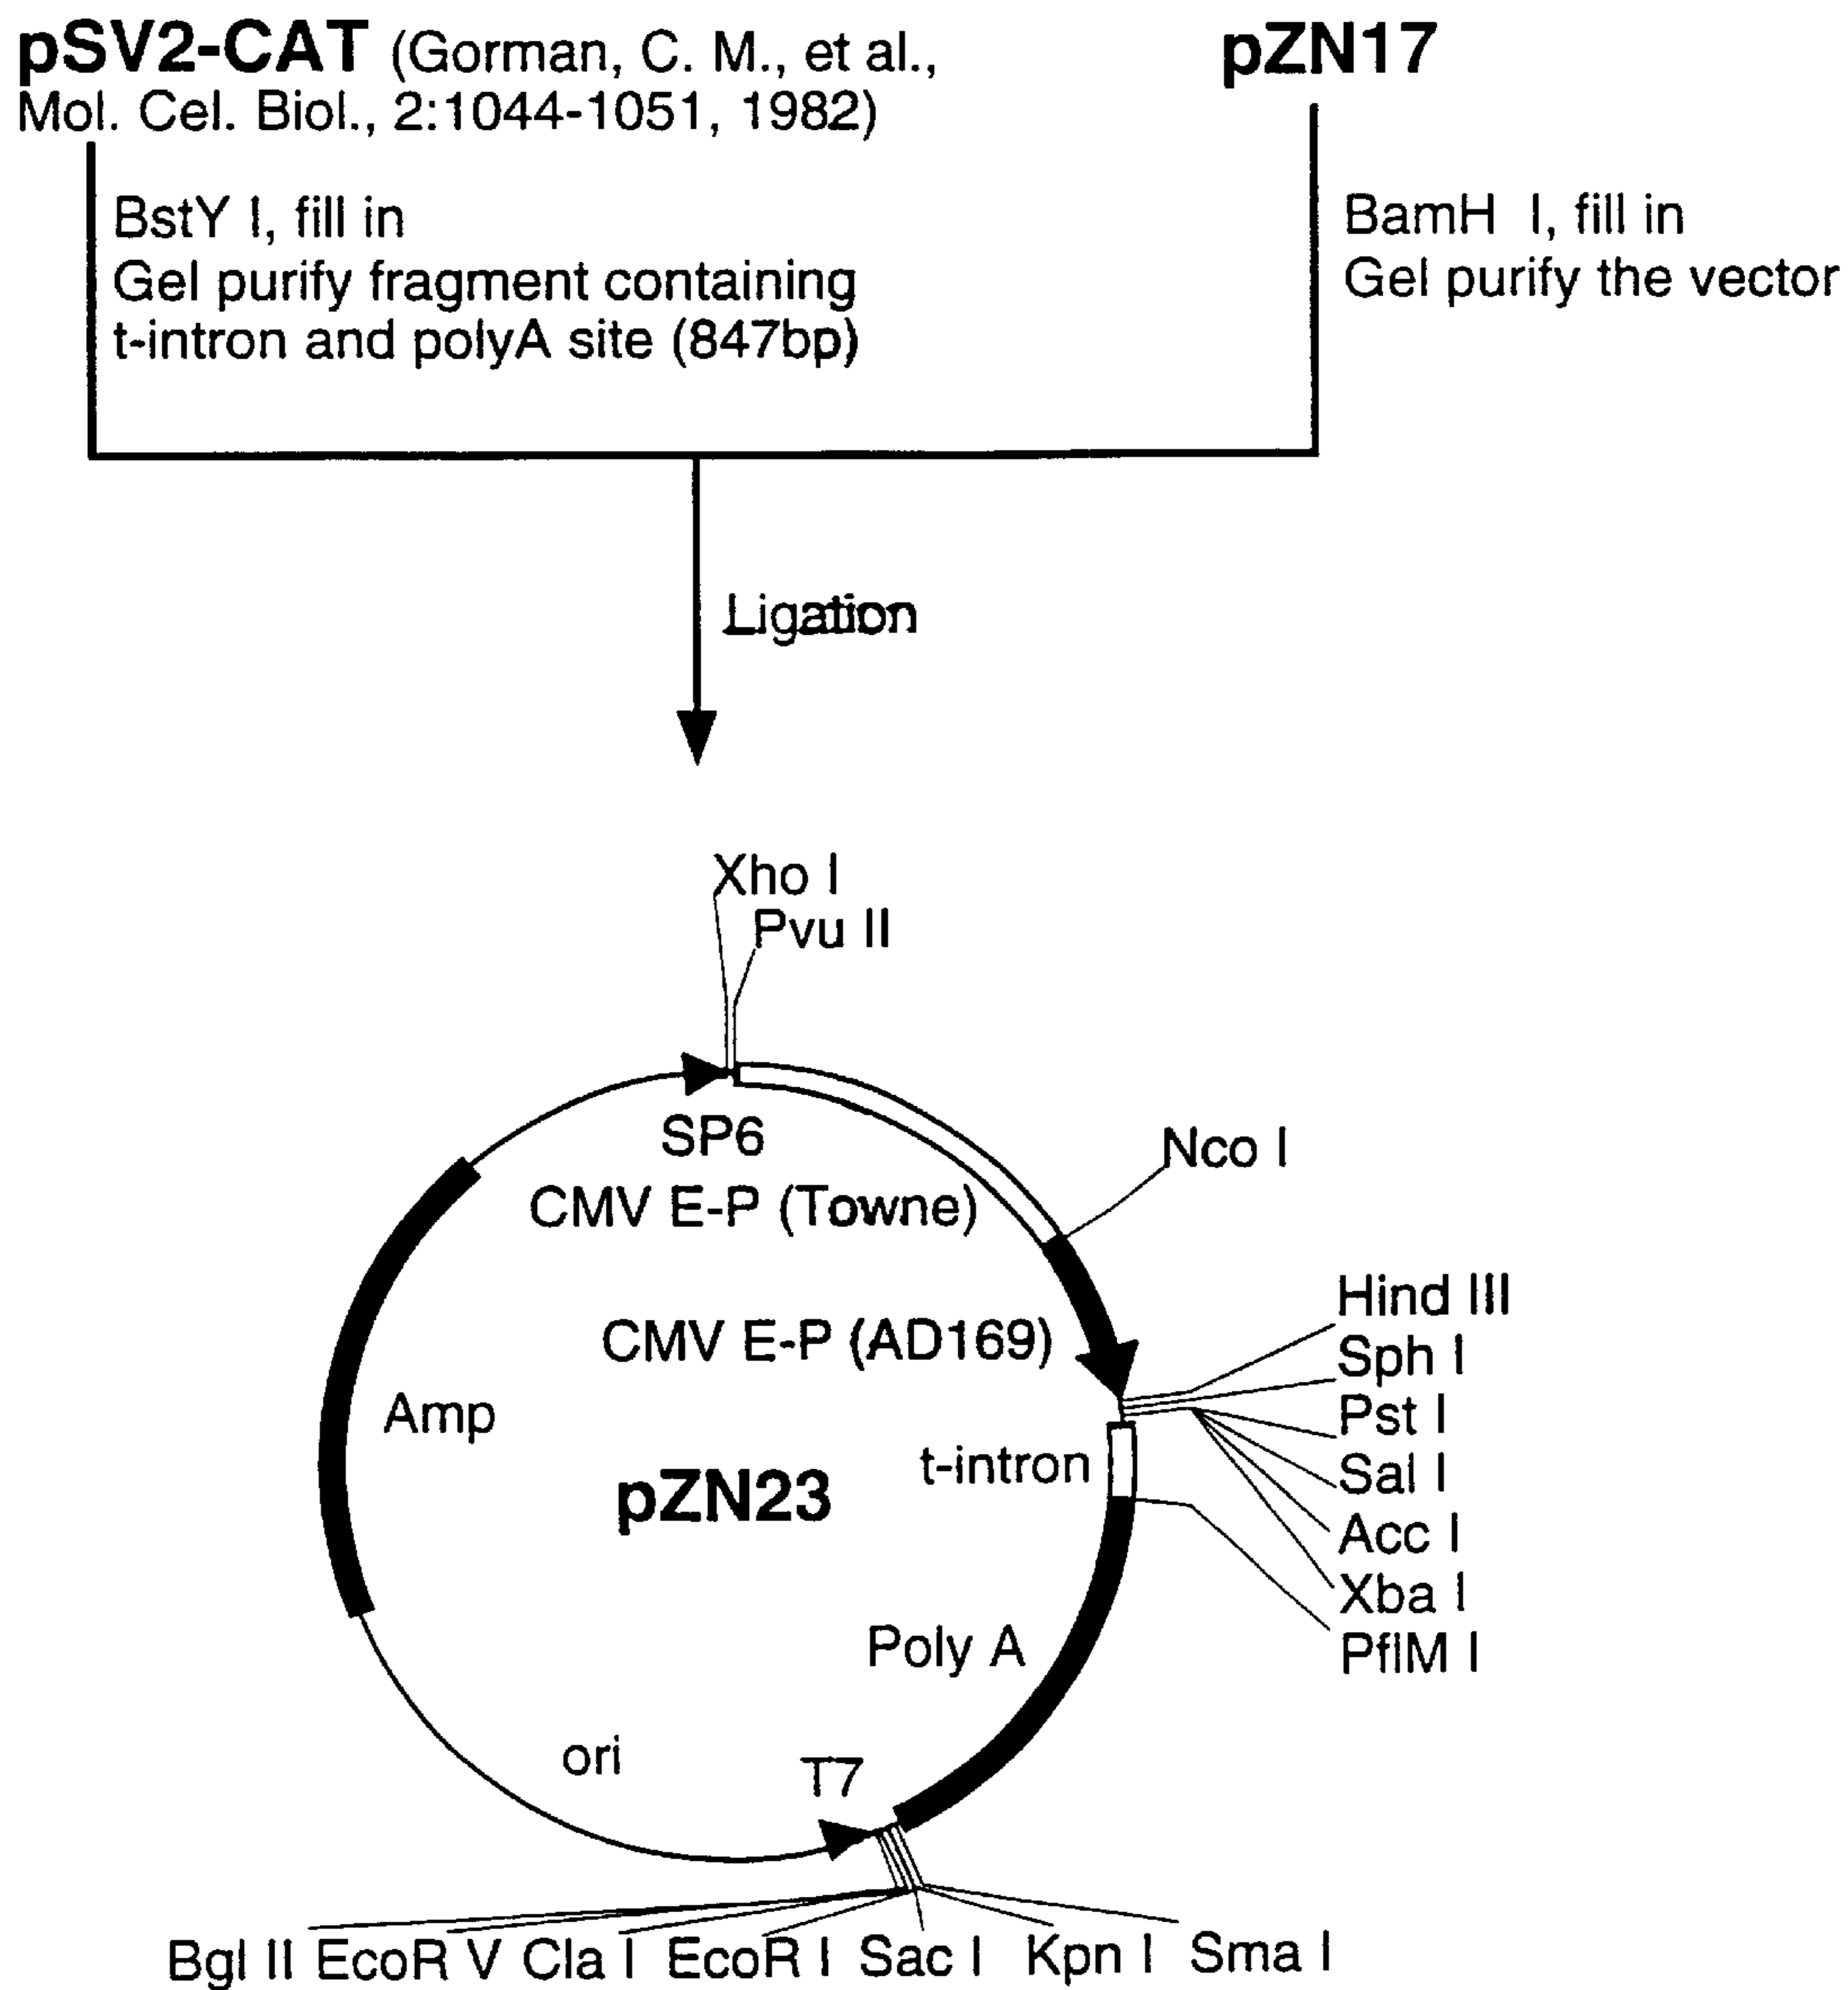 pSV2-CAT (Gorman, C. M., et al.,
Mol. Cel. Biol., 2:1044-1051, 1982)
pZN17
BstY I, fill in
Gel purify fragment containing
t-intron and polyA site (847bp)
BamH I, fill in
Gel purify the vector
Ligation
Xho I
Pvu II
SP6
CMV E-P (Towne)
Nco I
CMV E-P (AD169)
Hind III
Sph I
Pst I
Sal I
Acc I
Xba I
PflM I
Amp
t-intron
pZN23
Poly A
ori
T7
Bgl II EcoR V Cla I EcoR I Sac I Kpn I Sma I